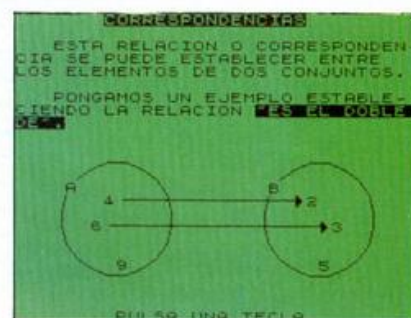 CORRESPONDENCIAS
ESTA RELACION O CORRESPONDEN
CIA SE PUEDE ESTABLECER ENTRE
LOS ELEMENTOS DE DOS CONJUNTOS.
PONGAMOS UN EJEMPLO ESTABLE-
CIENDO LA RELACION "ES EL DOBLE
DE".
A B
4 2
6 3
9 5
PULSA UNA TECLA